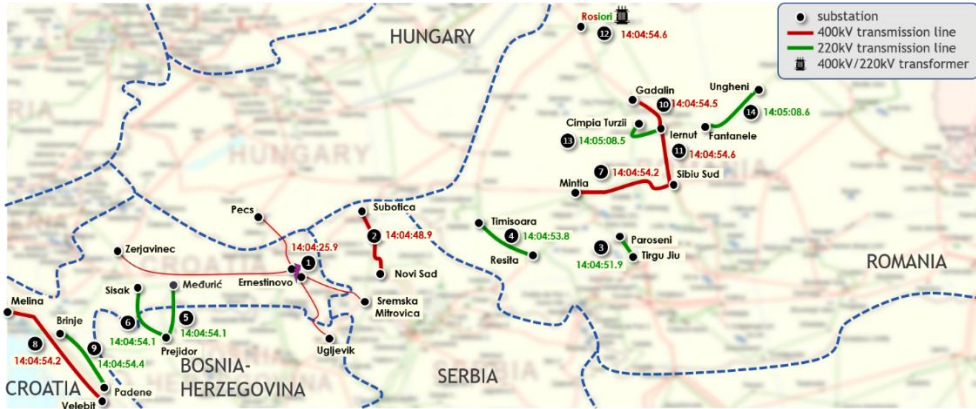 HUNGARY
Rosiori
12
14:04:54.6
substation
400kV transmission line
220kV transmission line
400kV/220kV transformer
Gadalin
10
14:04:54.5
Ungheni
14
14:05:08.6
Cimpia Turzii
13
14:05:08.5
Iernut
Fantanele
11
14:04:54.6
7
14:04:54.2
Mintia
Sibiu Sud
HUNGARY
Pecs
Subotica
2
14:04:48.9
Novi Sad
Timisoara
4
14:04:53.8
Resita
Paroseni
3
14:04:51.9
Tirgu Jiu
ROMANIA
Zerjavinec
14:04:25.9
1
Ernestinovo
Sremska
Mitrovica
Ugljevik
Sisak
Međurić
6
14:04:54.1
5
14:04:54.1
Prejidor
Melina
Brinje
8
14:04:54.2
9
14:04:54.4
Padene
Velebit
CROATIA
BOSNIA-
HERZEGOVINA
SERBIA